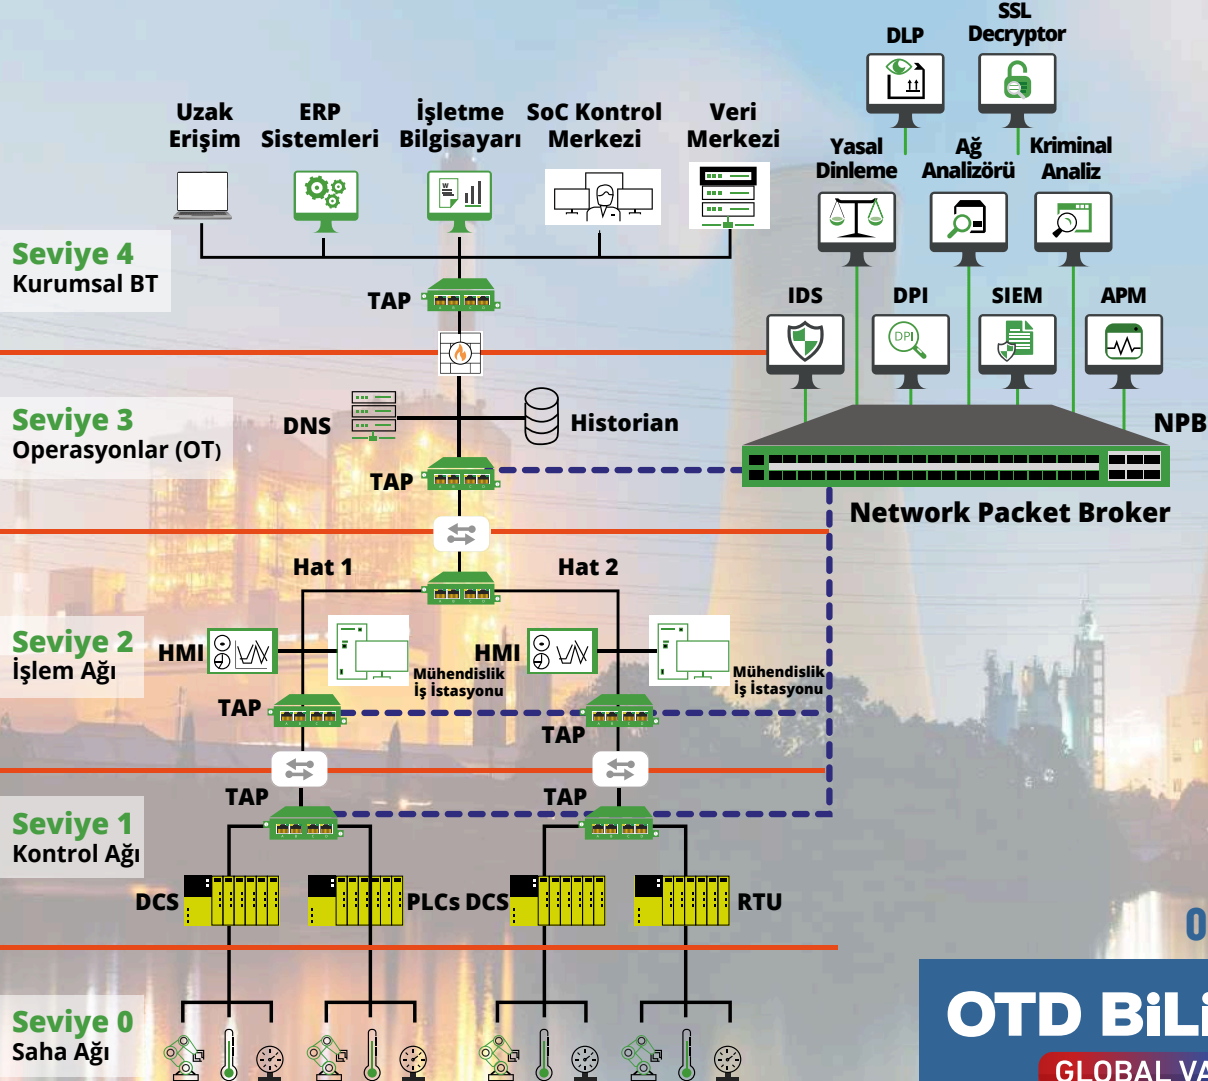 SSL
Decryptor
DLP
Uzak
Erişim
ERP
Sistemleri
İşletme
Bilgisayarı
SoC Kontrol
Merkezi
Veri
Merkezi
Yasal
Dinleme
Ağ
Analizörü
Kriminal
Analiz
W
Seviye 4
Kurumsal BT
TAP
IDS
DPI
SIEM
APM
DPI
Seviye 3
Operasyonlar (OT)
DNS
Historian
NPB
TAP
Network Packet Broker
Hat 1
Hat 2
Seviye 2
İşlem Ağı
HMI
Mühendislik
İş İstasyonu
HMI
Mühendislik
İş İstasyonu
TAP
TAP
TAP
TAP
Seviye 1
Kontrol Ağı
DCS
PLCs
DCS
RTU
0
Seviye 0
Saha Ağı
OTD BiLi
GLOBAL VA